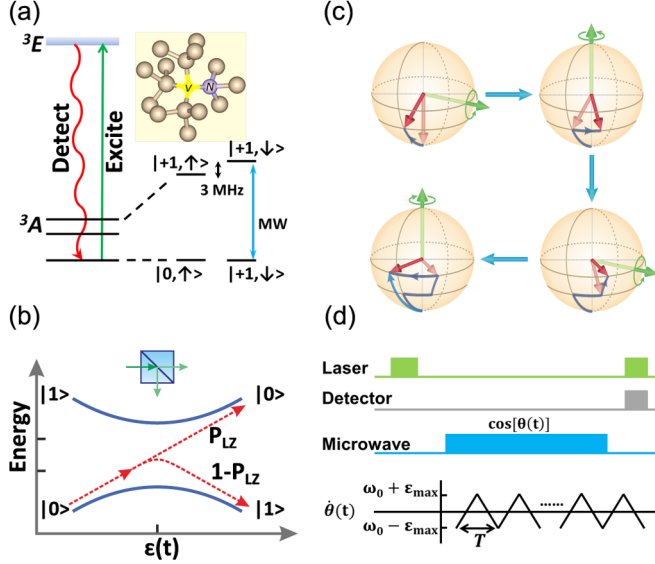 (a)
³E
Detect
Excite
V
N
|+1,↑>
|+1,↓>
3 MHz
MW
³A
|0,↑>
|+1,↓>
(b)
Energy
|1>
|0>
P_LZ
1-P_LZ
|0>
|1>
ε(t)
(c)
(d)
Laser
Detector
Microwave
cos[θ(t)]
θ̇(t)
ω₀ + ε_max
ω₀ − ε_max
......
T